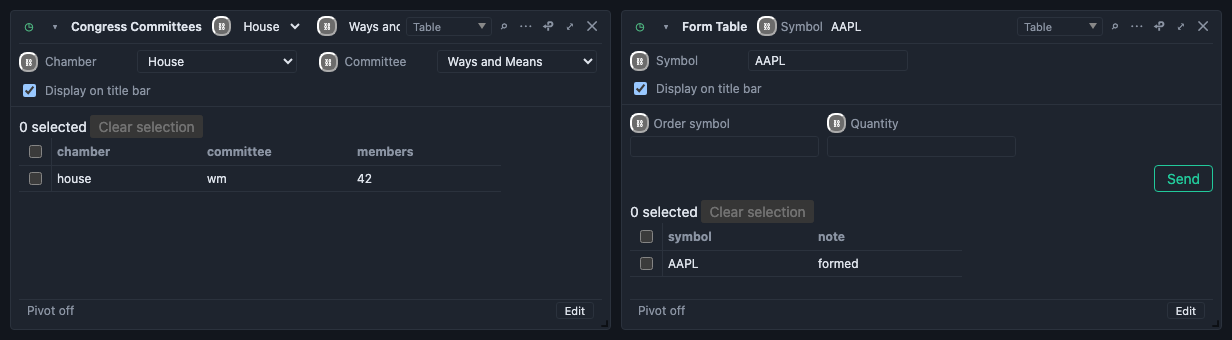 Congress Committees House Ways and Table
Chamber House Committee Ways and Means
Display on title bar
0 selected Clear selection
chamber committee members
house wm 42
Pivot off Edit
Form Table Symbol AAPL Table
Symbol AAPL
Display on title bar
Order symbol Quantity
Send
0 selected Clear selection
symbol note
AAPL formed
Pivot off Edit